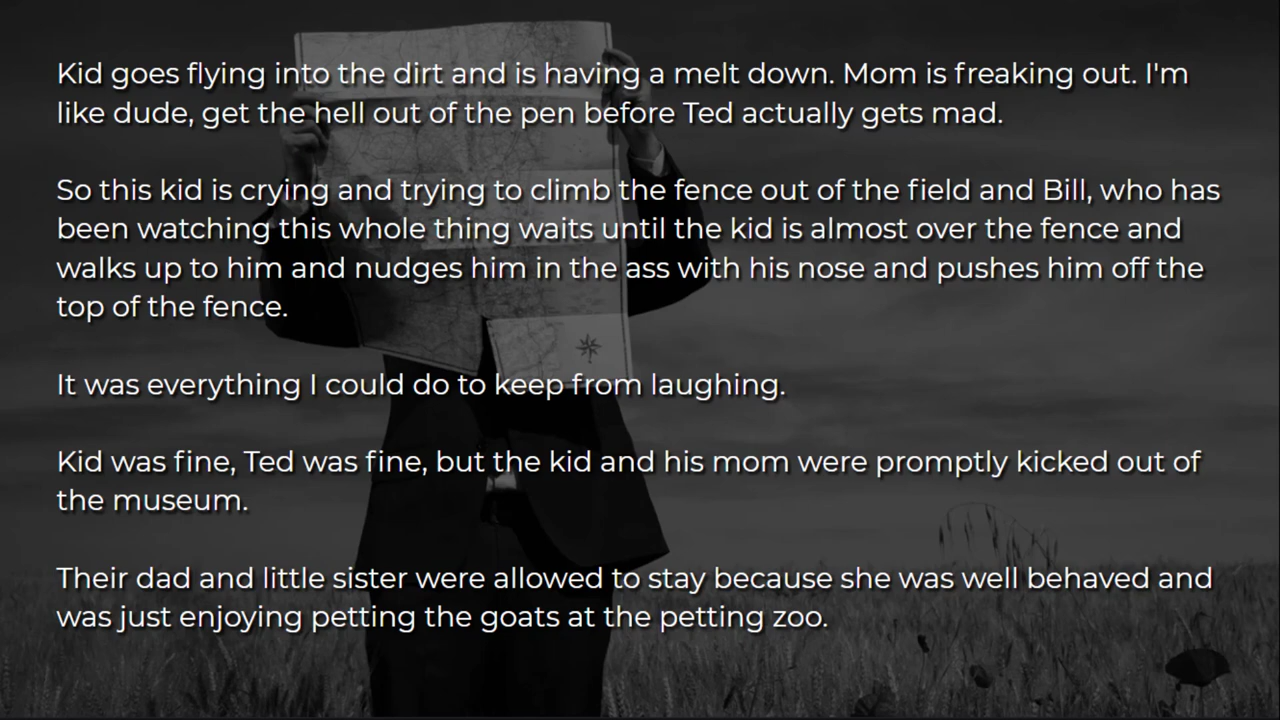 Kid goes flying into the dirt and is having a melt down. Mom is freaking out. I'm
like dude, get the hell out of the pen before Ted actually gets mad.
So this kid is crying and trying to climb the fence out of the field and Bill, who has
been watching this whole thing waits until the kid is almost over the fence and
walks up to him and nudges him in the ass with his nose and pushes him off the
top of the fence.
It was everything I could do to keep from laughing.
Kid was fine, Ted was fine, but the kid and his mom were promptly kicked out of
the museum.
Their dad and little sister were allowed to stay because she was well behaved and
was just enjoying petting the goats at the petting zoo.